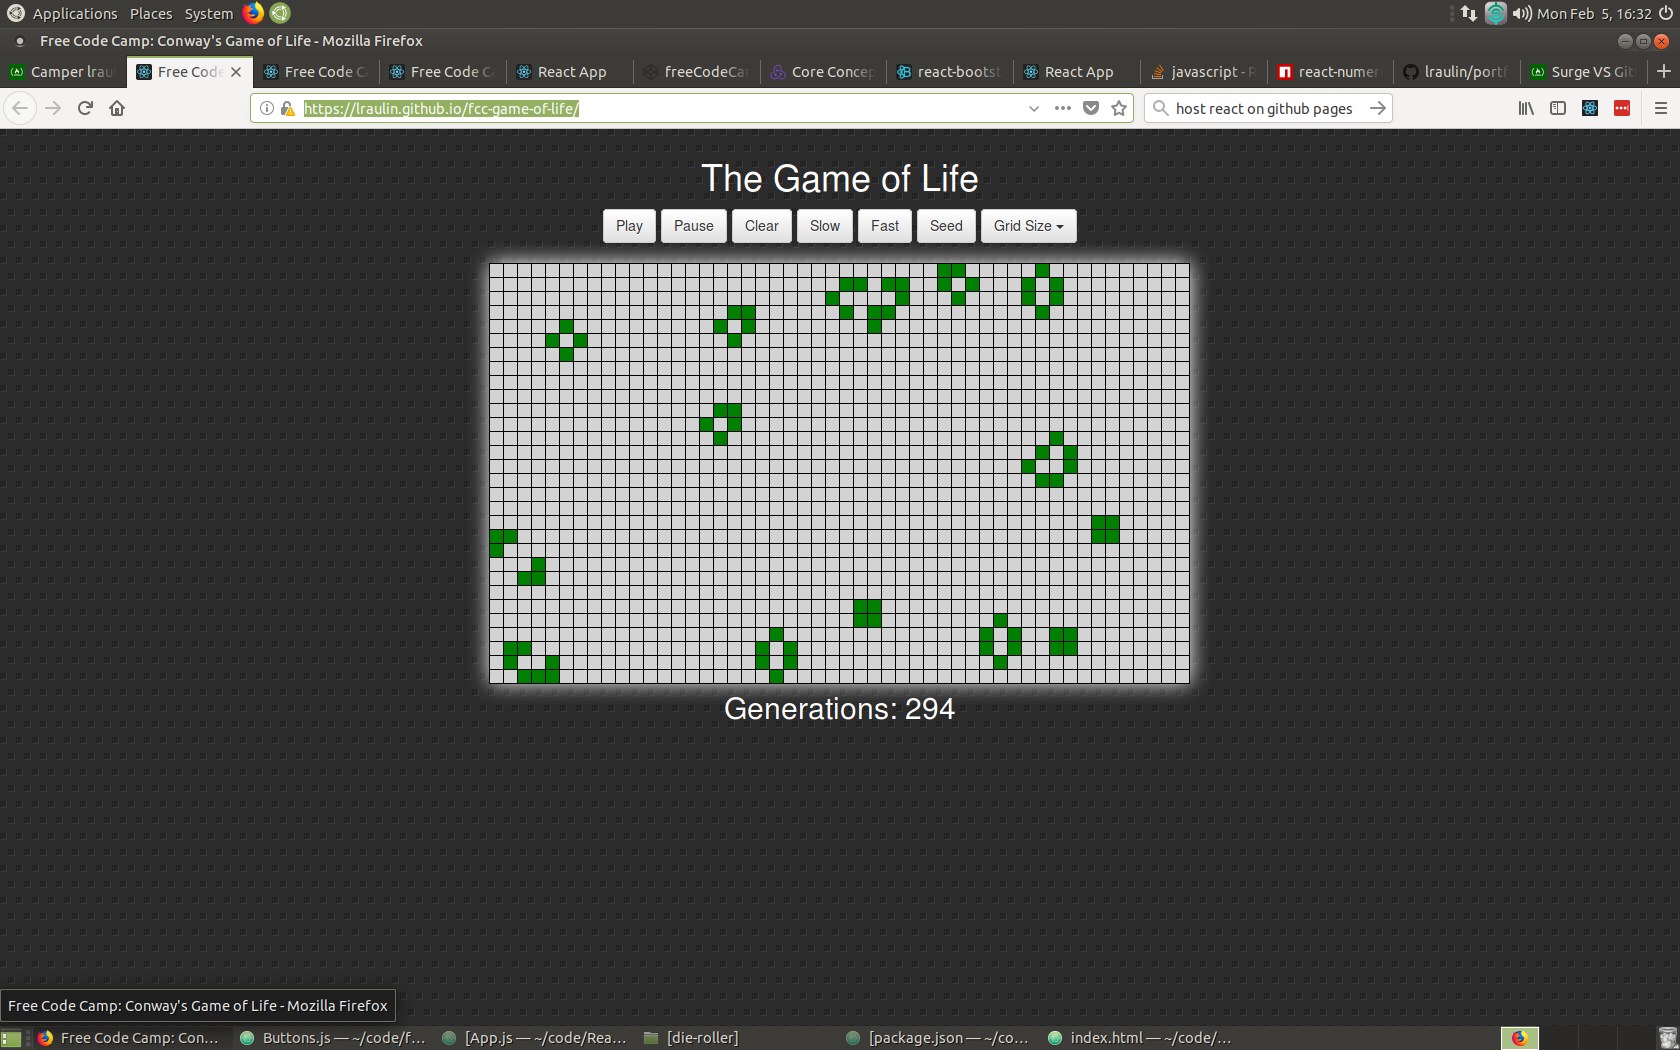 Applications Places System Mon Feb 5, 16:32
Free Code Camp: Conway's Game of Life - Mozilla Firefox
Camper lrau Free Code Free Code C Free Code C React App freeCodeCa Core Concep react-boots React App javascript - R react-numer lraulin/portf Surge VS Git
https://lraulin.github.io/fcc-game-of-life/ host react on github pages
The Game of Life
Play Pause Clear Slow Fast Seed Grid Size
Generations: 294
Free Code Camp: Conway's Game of Life - Mozilla Firefox
Free Code Camp: Con... Buttons.js — ~/code/f... [App.js — ~/code/Rea... [die-roller] [package.json — ~/co... index.html — ~/code/...